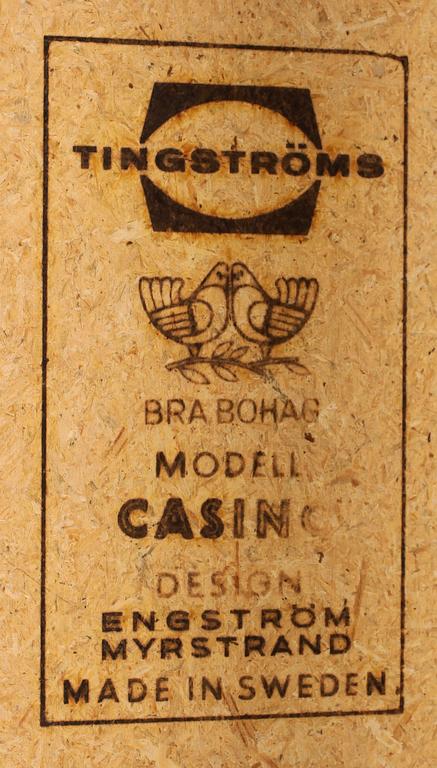 TINGSTRÖMS
BRA BOHAG
MODELL
CASINO
DESIGN
ENGSTRÖM
MYRSTRAND
MADE IN SWEDEN